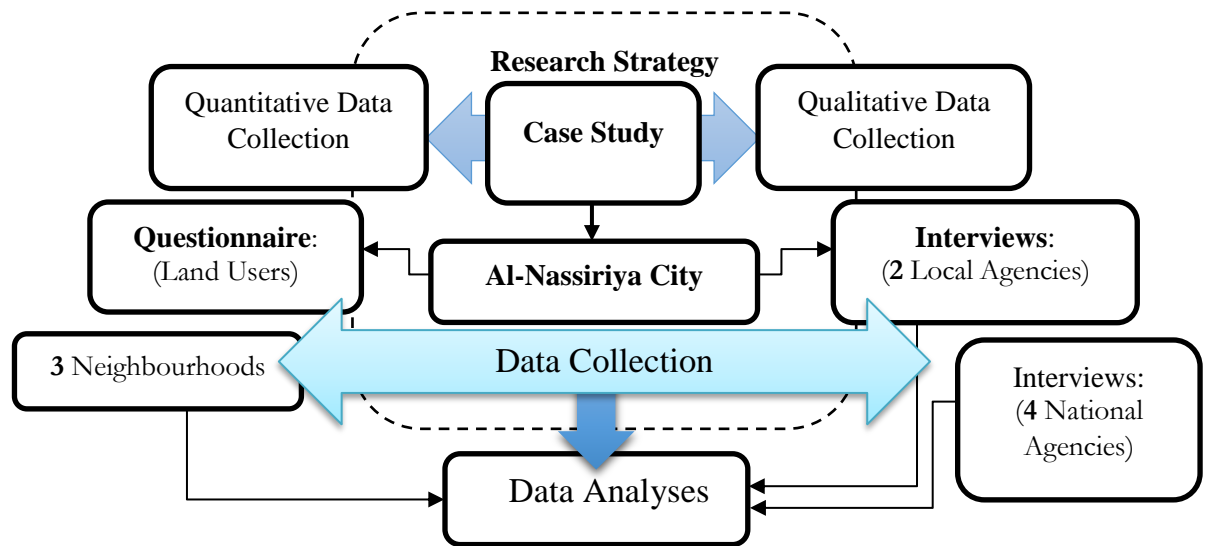 Research Strategy
Quantitative Data
Collection
Case Study
Qualitative Data
Collection
Questionnaire:
(Land Users)
Al-Nassiriya City
Interviews:
(2 Local Agencies)
3 Neighbourhoods
Data Collection
Interviews:
(4 National
Agencies)
Data Analyses